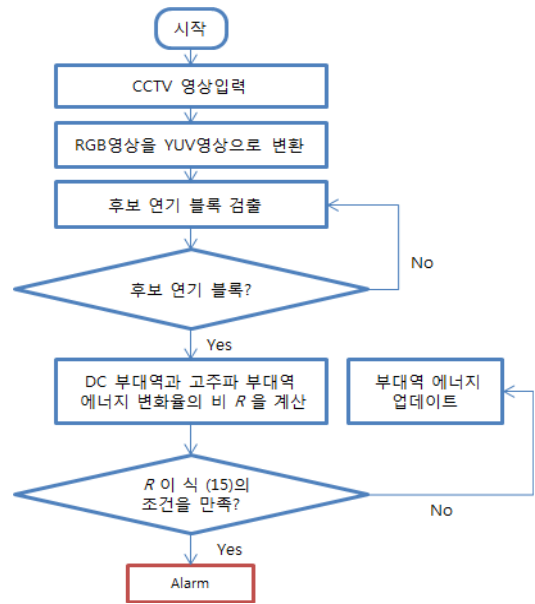 시작
CCTV 영상입력
RGB영상을 YUV영상으로 변환
후보 연기 블록 검출
No
후보 연기 블록?
Yes
DC 부대역과 고주파 부대역
에너지 변화율의 비 R 을 계산
부대역 에너지
업데이트
R 이 식 (15)의
조건을 만족?
No
Yes
Alarm